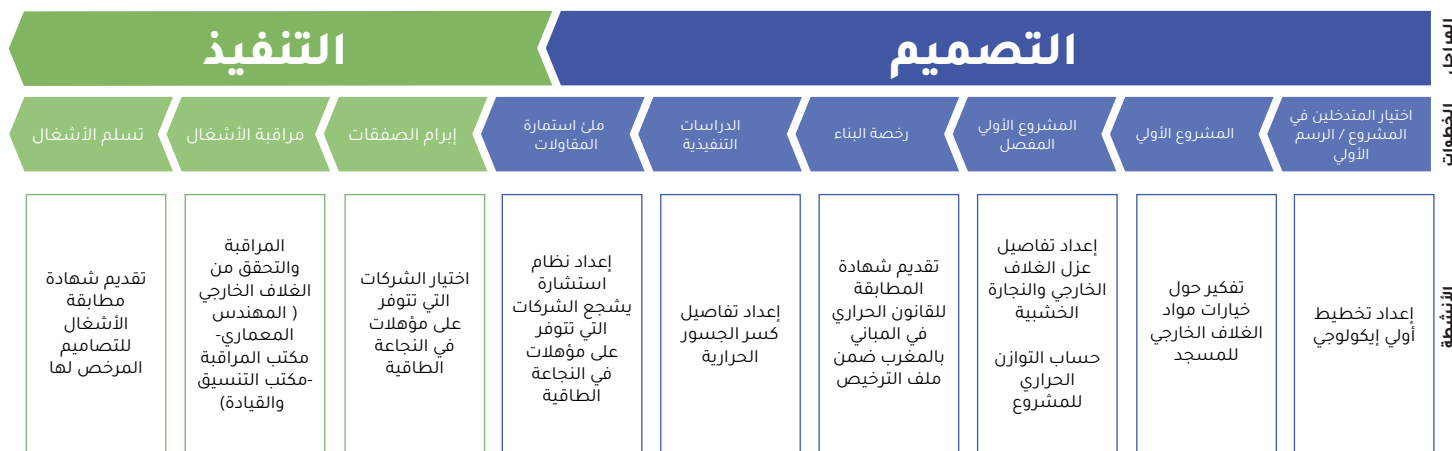 المراحل
التصميم
التنفيذ
الخطوات
اختيار المتدخلين في
المشروع / الرسم
الأولي
المشروع الأولي
المشروع الأولي
المفصل
رخصة البناء
الدراسات
التنفيذية
ملئ استمارة
المقاولات
إبرام الصفقات
مراقبة الأشغال
تسلم الأشغال
الأنشطة
إعداد تخطيط
أولي إيكولوجي
تفكير حول
خيارات مواد
الغلاف الخارجي
للمسجد
إعداد تفاصيل
عزل الغلاف
الخارجي والنجارة
الخشبية
حساب التوازن
الحراري
للمشروع
تقديم شهادة
المطابقة
للقانون الحراري
في المباني
بالمغرب ضمن
ملف الترخيص
إعداد تفاصيل
كسر الجسور
الحرارية
إعداد نظام
استشارة
يشجع الشركات
التي تتوفر
على مؤهلات
في النجاعة
الطاقية
اختيار الشركات
التي تتوفر
على مؤهلات
في النجاعة
الطاقية
المراقبة
والتحقق من
الغلاف الخارجي
( المهندس
المعماري-
مكتب المراقبة
-مكتب التنسيق
والقيادة)
تقديم شهادة
مطابقة
الأشغال
للتصاميم
المرخص لها